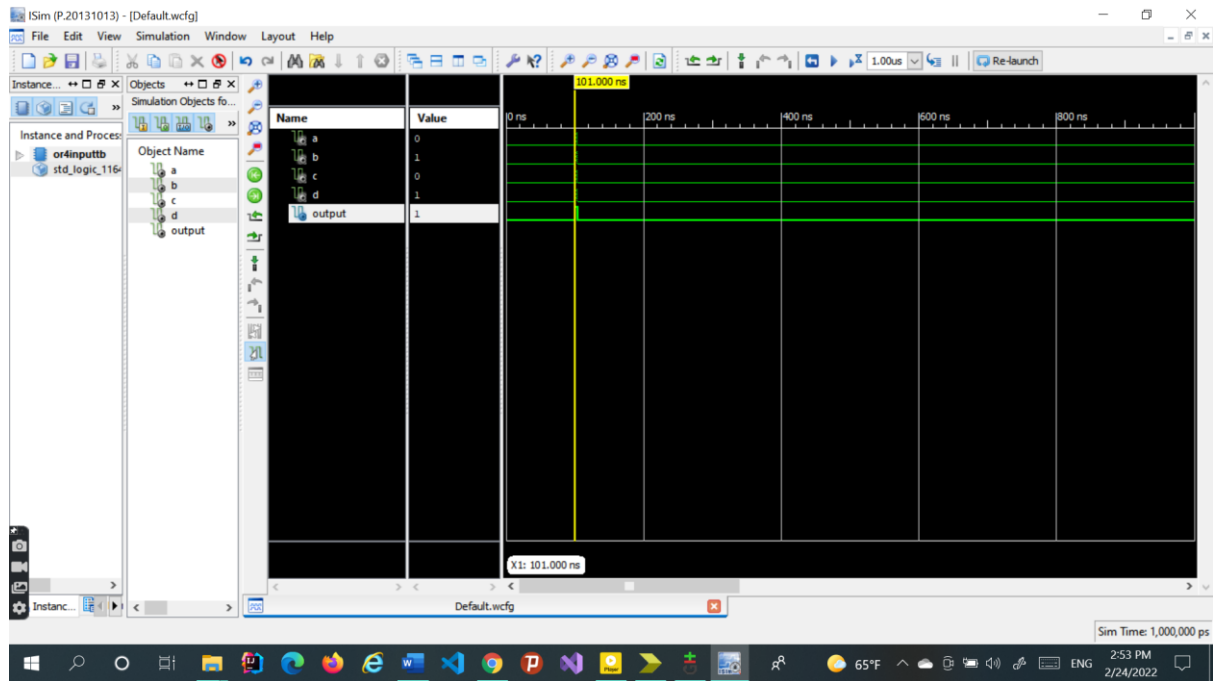 ISim (P.20131013) - [Default.wcfg]
File Edit View Simulation Window Layout Help
1.00us Re-launch
Instance... Objects
Simulation Objects fo...
Instance and Proces
or4inputtb
std_logic_116
Object Name
a
b
c
d
output
Name Value
a 0
b 1
c 0
d 1
output 1
101.000 ns
0 ns 200 ns 400 ns 600 ns 800 ns
X1: 101.000 ns
Instanc...
Default.wcfg
Sim Time: 1,000,000 ps
65°F ENG 2:53 PM
2/24/2022